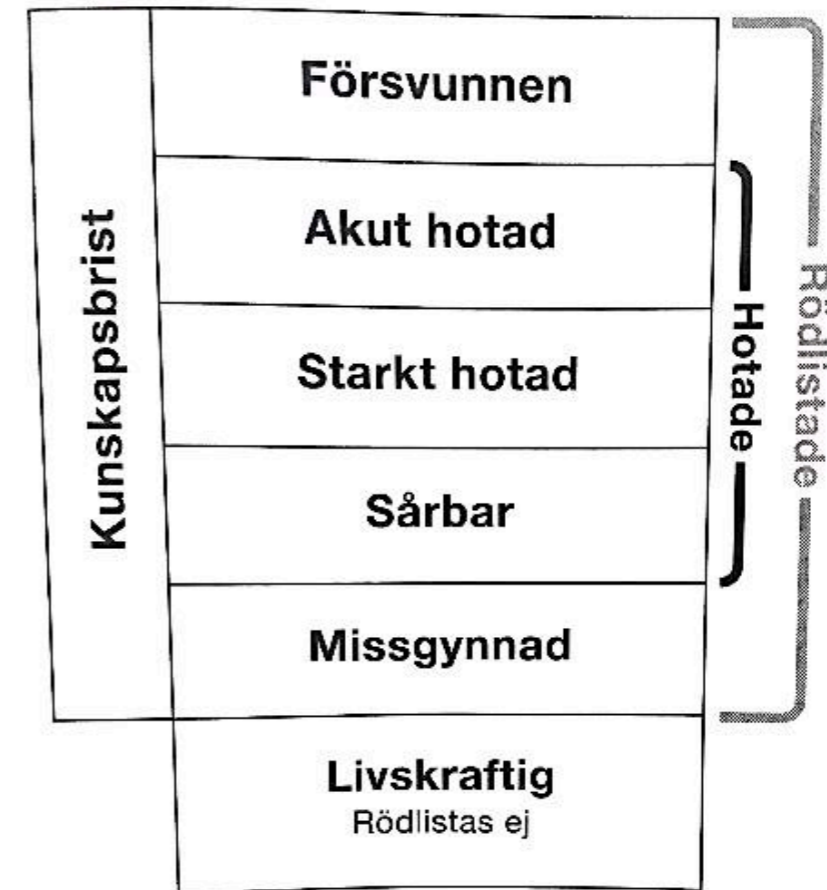 Kunskapsbrist
Försvunnen
Akut hotad
Starkt hotad
Sårbar
Missgynnad
Livskraftig
Rödlistas ej
Hotade
Rödlistade